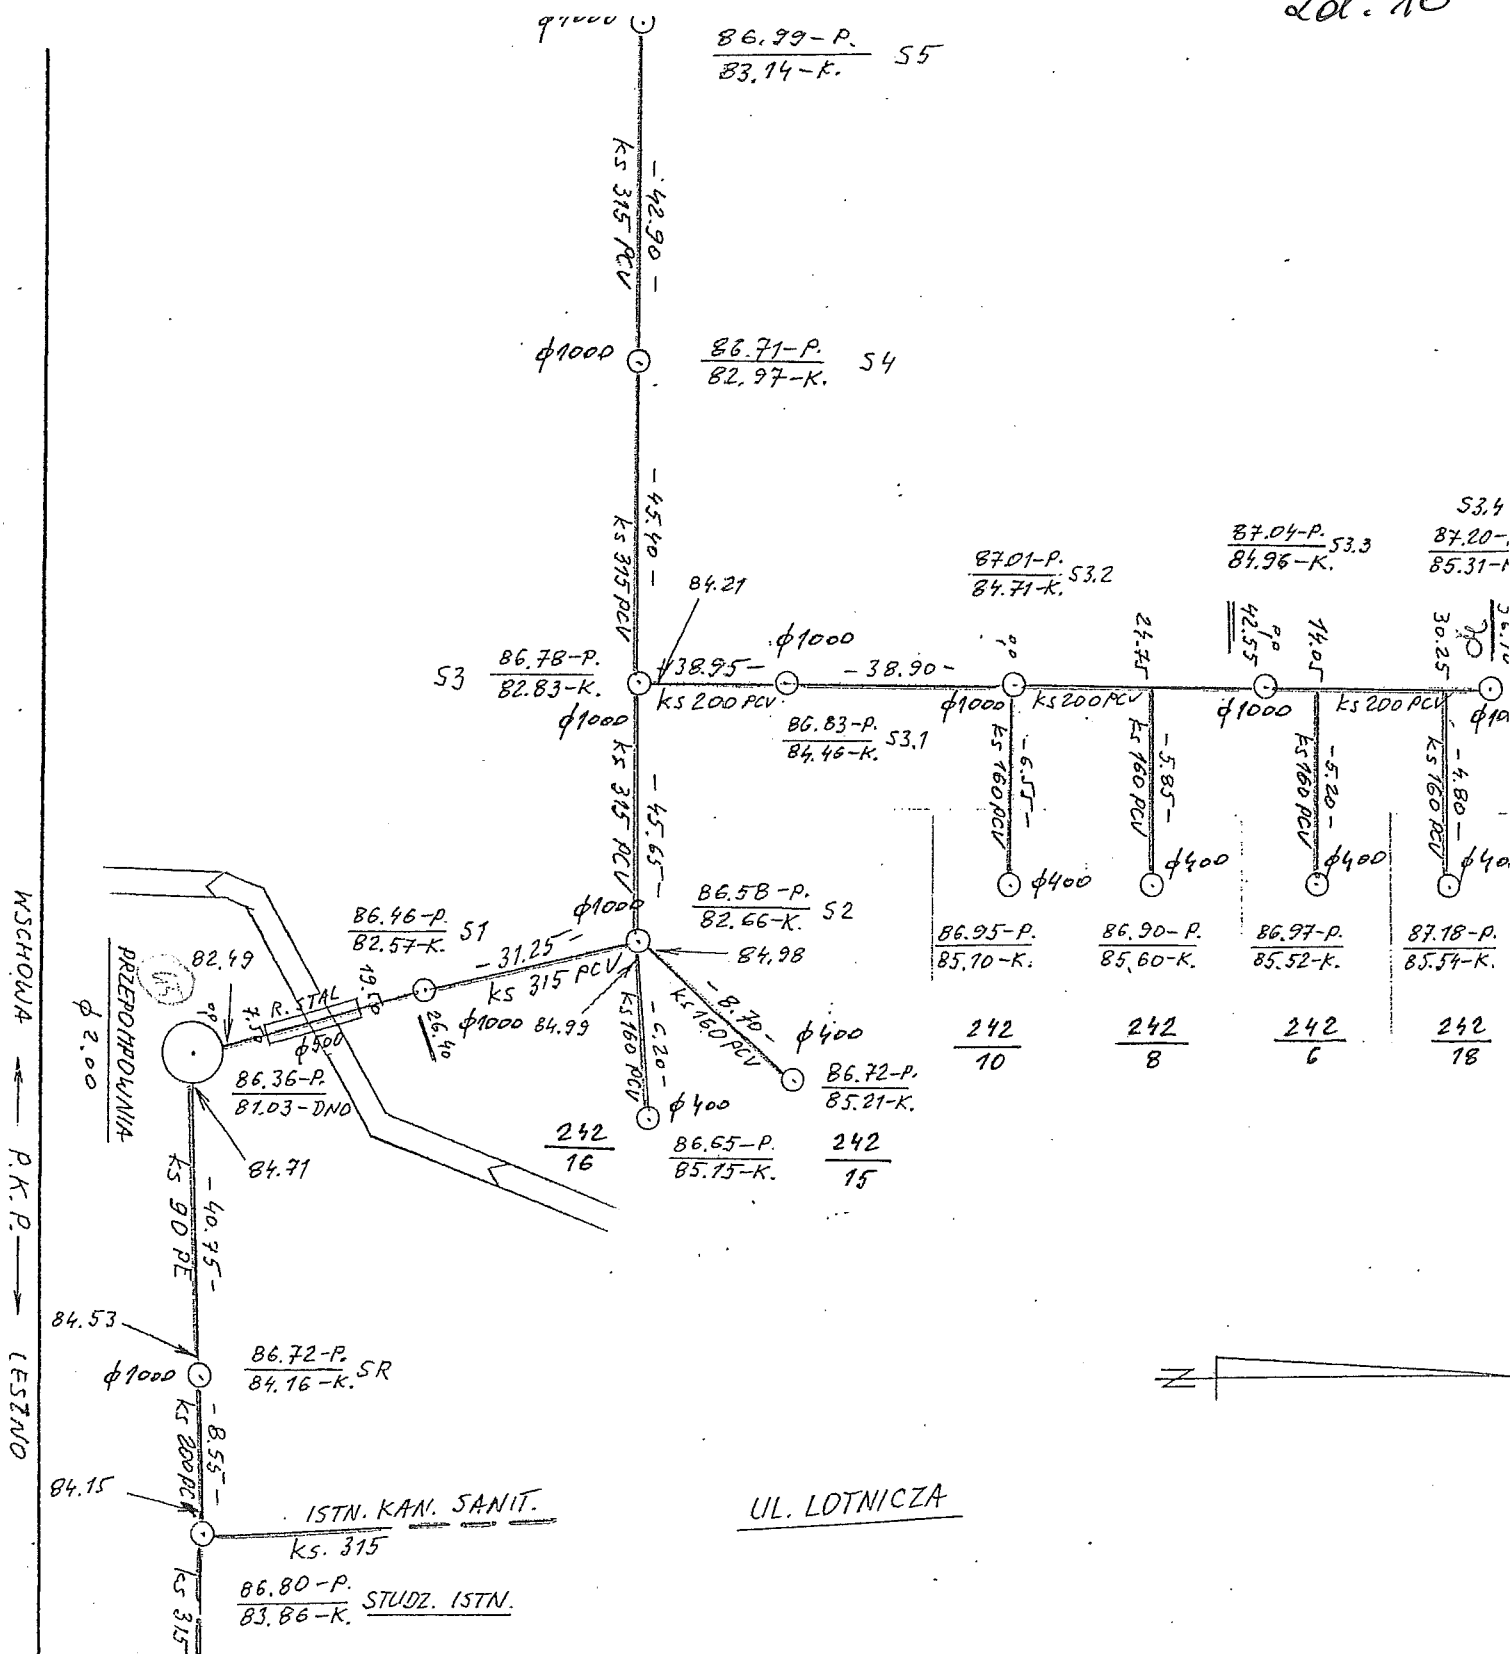 Zał. 10
φ1000
86.99-P.
83.14-K.
S5
-42.90-
ks 315 PCV
φ1000
86.71-P.
82.97-K.
S4
-45.40-
ks 315 PCV
84.21
S3
86.78-P.
82.83-K.
φ1000
38.95-
ks 200 PCV
φ1000
86.83-P.
84.46-K.
S3.1
-38.90-
87.01-P.
84.71-K.
S3.2
φ1000
ks 200 PCV
24.75
87.04-P.
84.96-K.
S3.3
42.55
φ1000
14.05
ks 200 PCV
30.25
S3.4
87.20-
85.31-
-6.55-
ks 160 PCV
φ400
-5.85-
ks 160 PCV
φ400
-5.20-
ks 160 PCV
φ400
-4.80-
ks 160 PCV
86.95-P.
85.10-K.
86.90-P.
85.60-K.
86.97-P.
85.52-K.
87.18-P.
85.54-K.
242
10
242
8
242
6
242
18
ks 315 PCV
-45.65-
φ1000
86.58-P.
82.66-K.
S2
84.98
86.46-P.
82.57-K.
S1
-31.25-
ks 315 PCV
φ1000
84.99
26.40
19.50
R. STAL
φ500
7.50
82.49
PRZEPOMPOWNIA
φ 2.00
86.36-P.
81.03-DNO
84.71
-6.20-
ks 160 PCV
φ400
86.65-P.
85.15-K.
242
16
-8.70-
ks 160 PCV
φ400
86.72-P.
85.21-K.
242
15
-40.75-
ks 90 PE
84.53
φ1000
86.72-P.
84.16-K.
SR
-8.55-
ks 200 PCV
84.15
ISTN. KAN. SANIT.
ks. 315
86.80-P.
83.86-K.
STUDZ. ISTN.
ks 315
UL. LOTNICZA
N
WSCHOWA ← P.K.P. → LESZNO